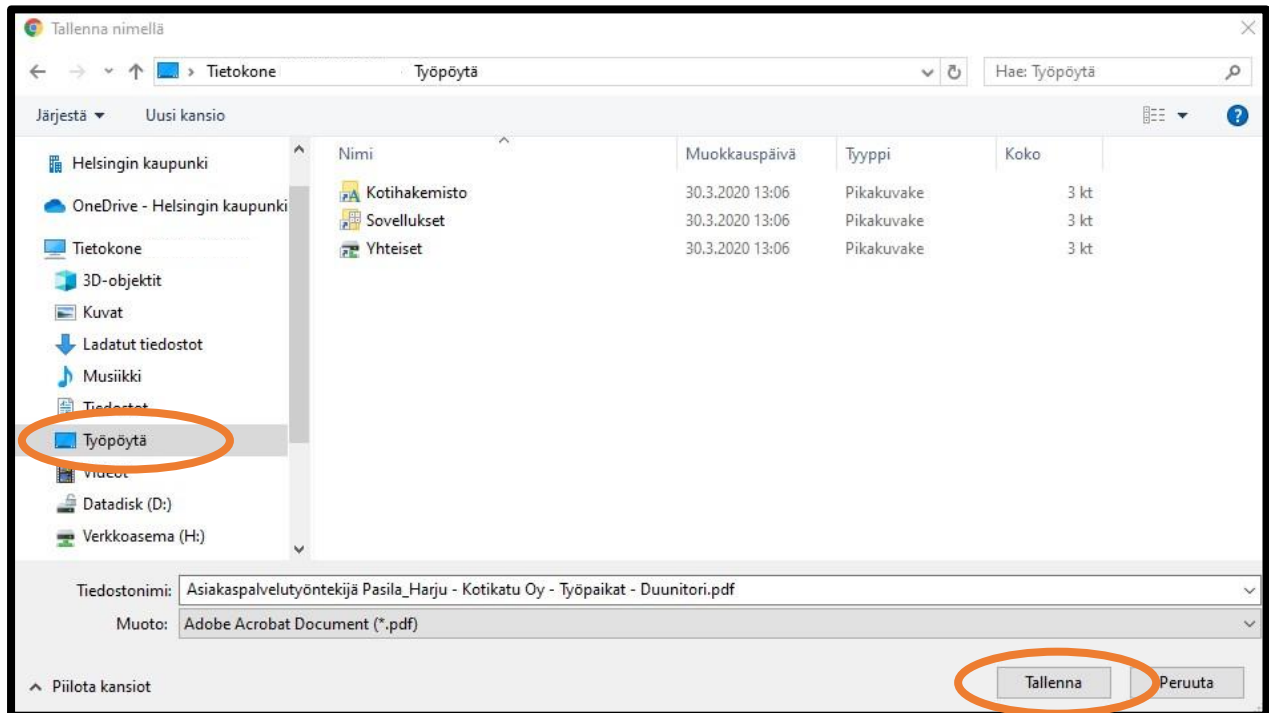 Tallenna nimellä
Tietokone Työpöytä Hae: Työpöytä
Järjestä Uusi kansio
Helsingin kaupunki
OneDrive - Helsingin kaupunki
Tietokone
3D-objektit
Kuvat
Ladatut tiedostot
Musiikki
Tiedostot
Työpöytä
Videot
Datadisk (D:)
Verkkoasema (H:)
Nimi Muokkauspäivä Tyyppi Koko
Kotihakemisto 30.3.2020 13:06 Pikakuvake 3 kt
Sovellukset 30.3.2020 13:06 Pikakuvake 3 kt
Yhteiset 30.3.2020 13:06 Pikakuvake 3 kt
Tiedostonimi: Asiakaspalvelutyöntekijä Pasila_Harju - Kotikatu Oy - Työpaikat - Duunitori.pdf
Muoto: Adobe Acrobat Document (*.pdf)
Piilota kansiot Tallenna Peruuta